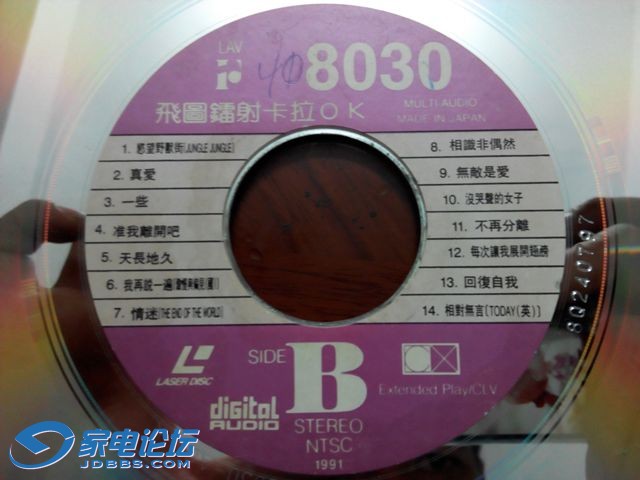 LAV
40 8030
飛圖鐳射卡拉OK
MULTI AUDIO
MADE IN JAPAN
1. 慾望野獸街(JUNGLE JUNGLE)
2. 真愛
3. 一些
4. 准我離開吧
5. 天長地久
6. 我再說一遍
7. 情迷(THE END OF THE WORLD)
8. 相識非偶然
9. 無敵是愛
10. 沒哭聲的女子
11. 不再分離
12. 每次讓我展開翅膀
13. 回復自我
14. 相對無言[TODAY(英)]
8Q240797
LASER DISC
digital
AUDIO
SIDE
B
STEREO
NTSC
1991
Extended Play/CLV
家电论坛
JDBBS.COM